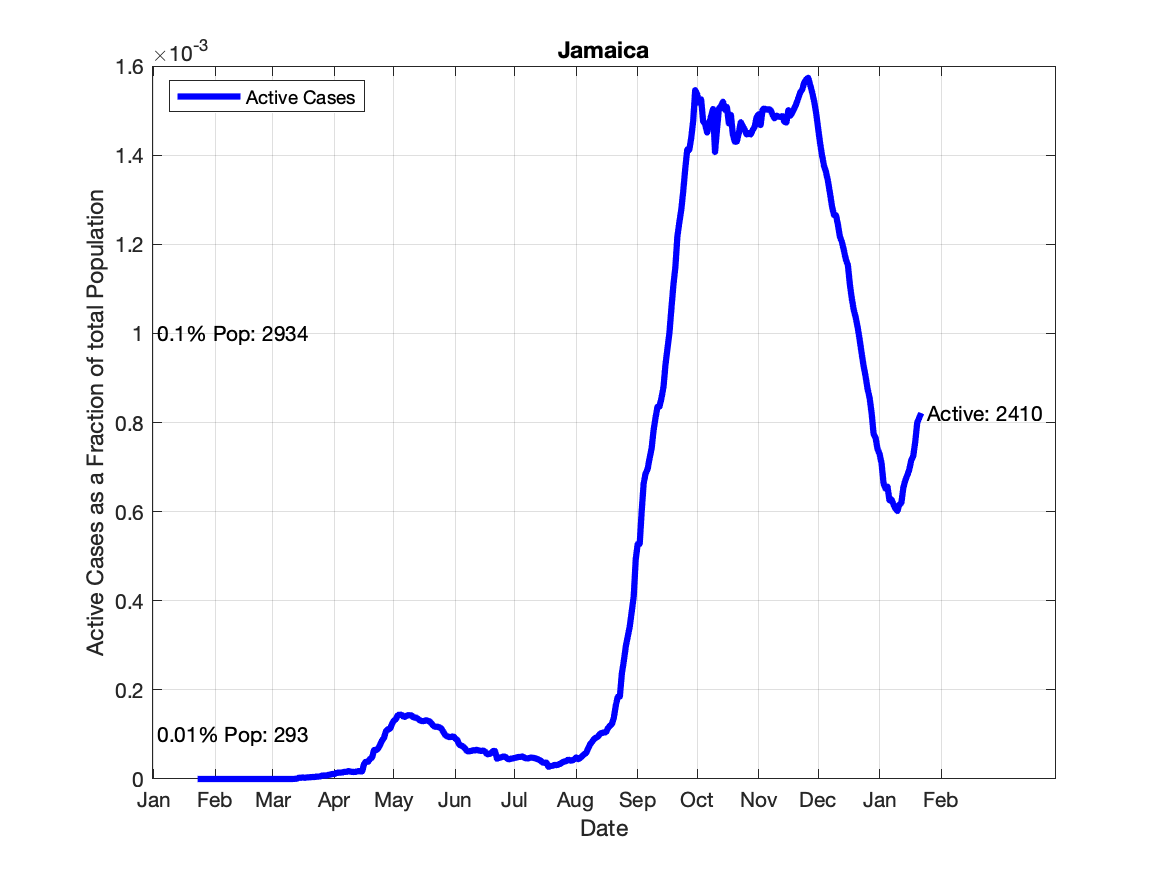 Jamaica
×10-3
1.6
1.4
1.2
1
0.8
0.6
0.4
0.2
0
Active Cases
0.1% Pop: 2934
Active: 2410
0.01% Pop: 293
Active Cases as a Fraction of total Population
Jan Feb Mar Apr May Jun Jul Aug Sep Oct Nov Dec Jan Feb
Date